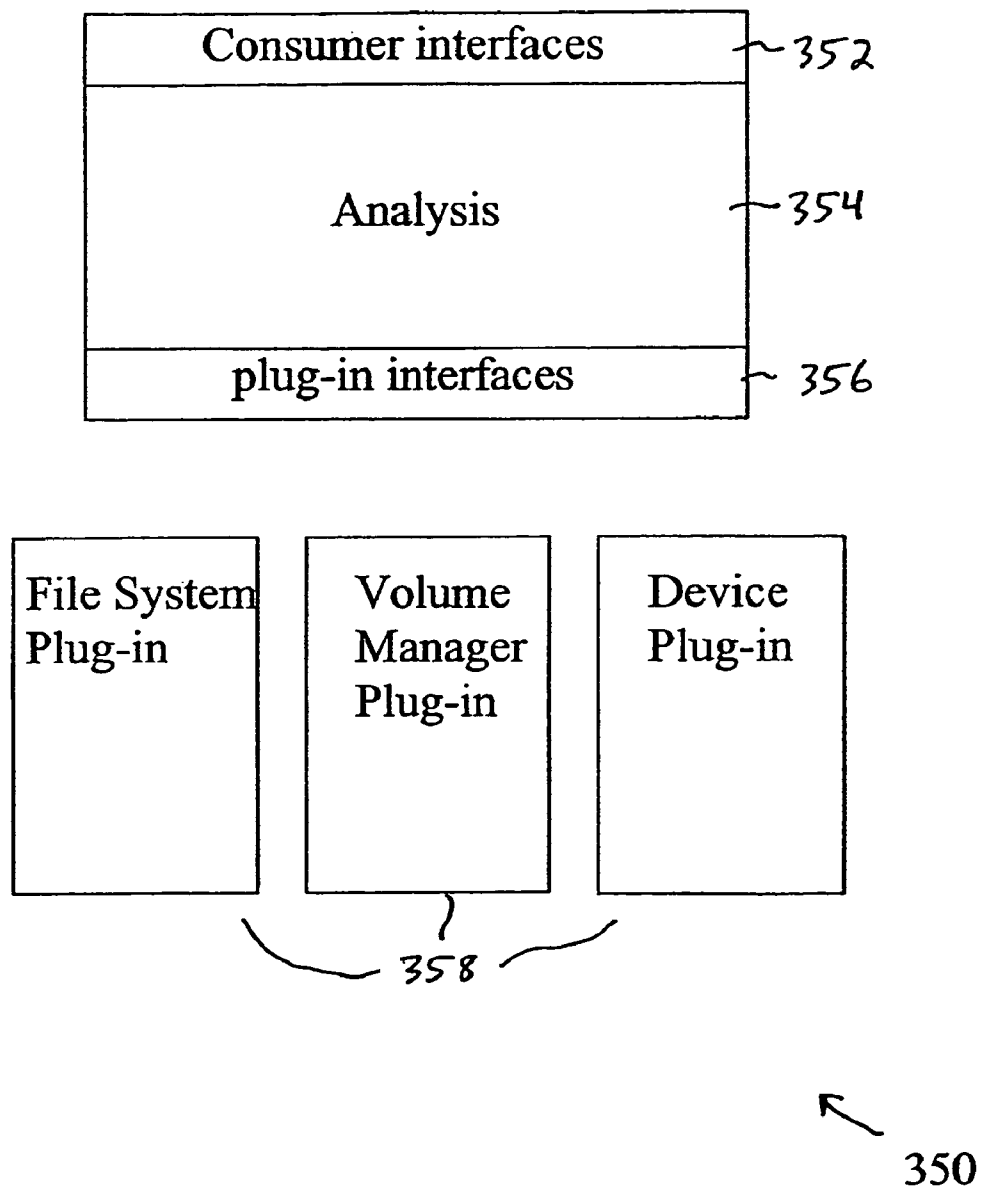 Consumer interfaces
352
Analysis
354
plug-in interfaces
356
File System
Plug-in
Volume
Manager
Plug-in
Device
Plug-in
358
350